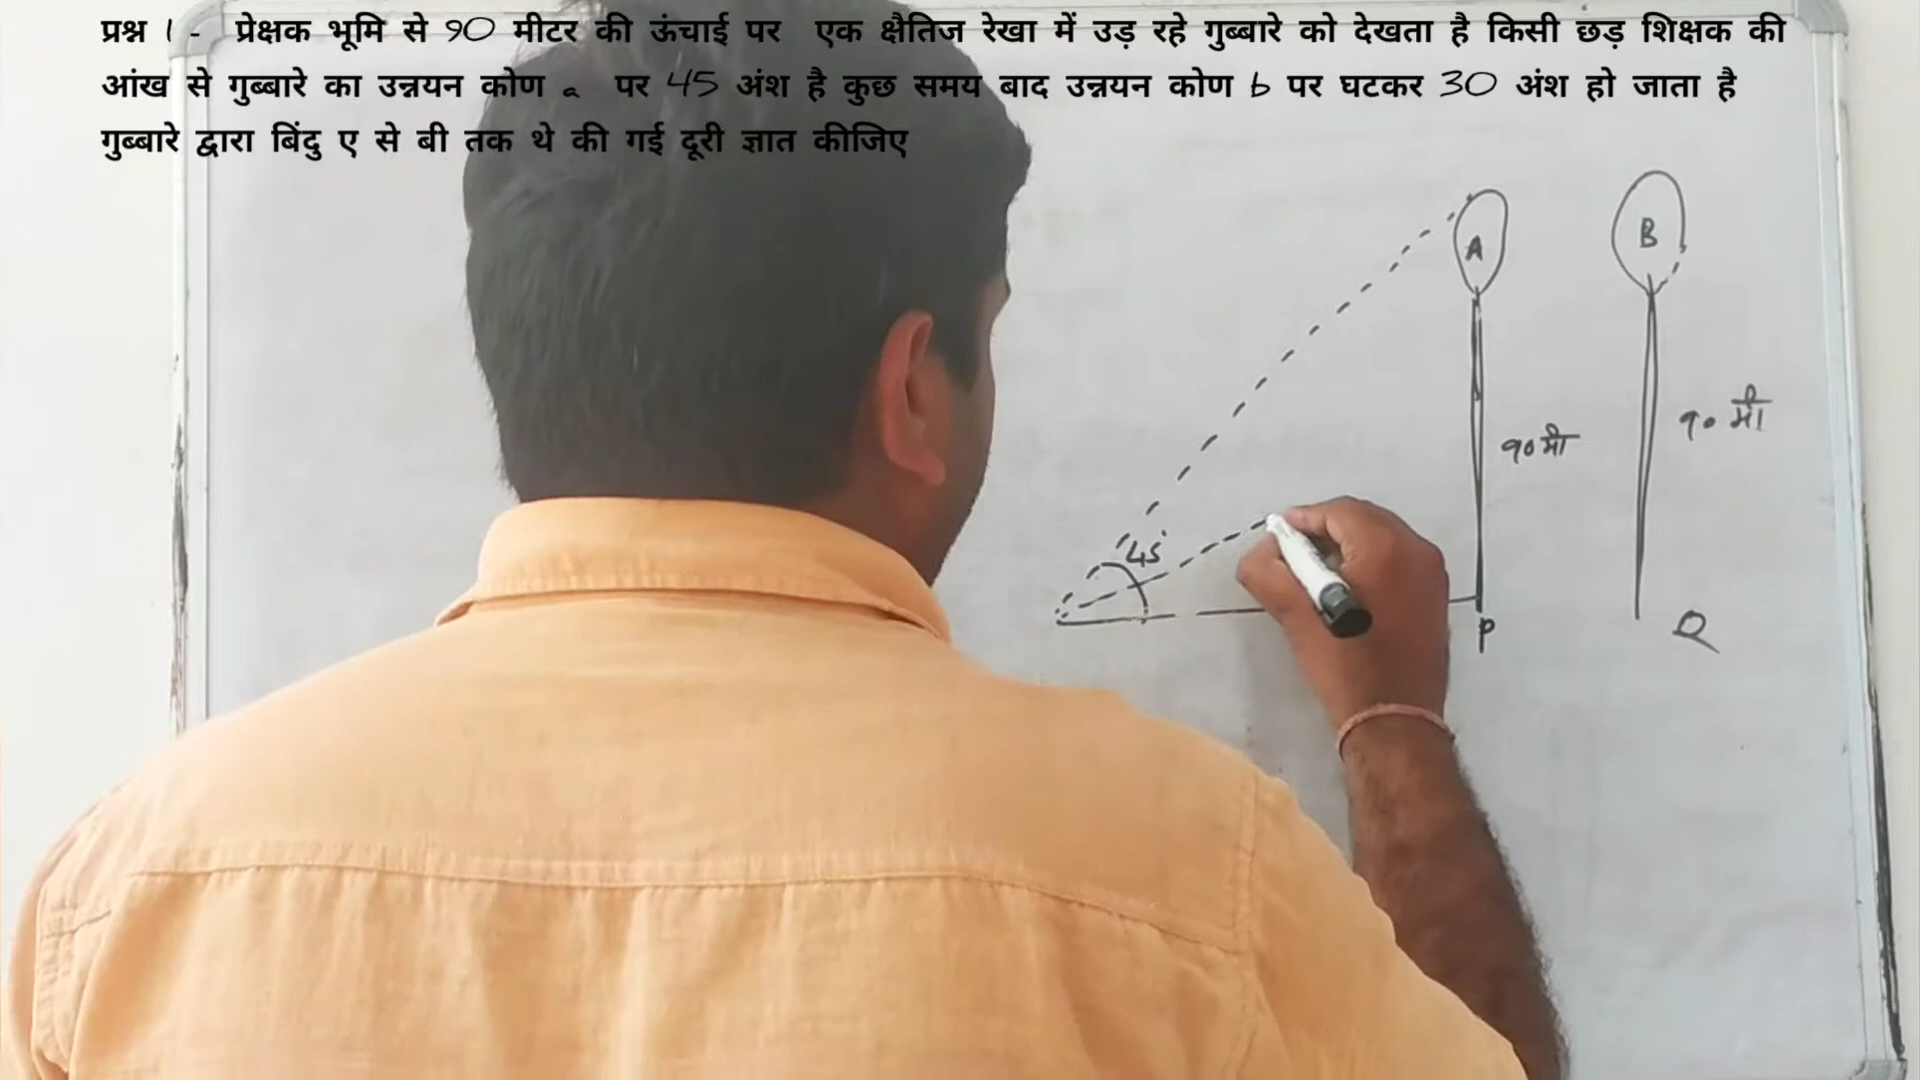 प्रश्न 1 - प्रेक्षक भूमि से 90 मीटर की ऊंचाई पर एक क्षैतिज रेखा में उड़ रहे गुब्बारे को देखता है किसी छड़ शिक्षक की
आंख से गुब्बारे का उन्नयन कोण a पर 45 अंश है कुछ समय बाद उन्नयन कोण b पर घटकर 30 अंश हो जाता है
गुब्बारे द्वारा बिंदु ए से बी तक थे की गई दूरी ज्ञात कीजिए
A
B
90 मी
90 मी
45°
P
Q